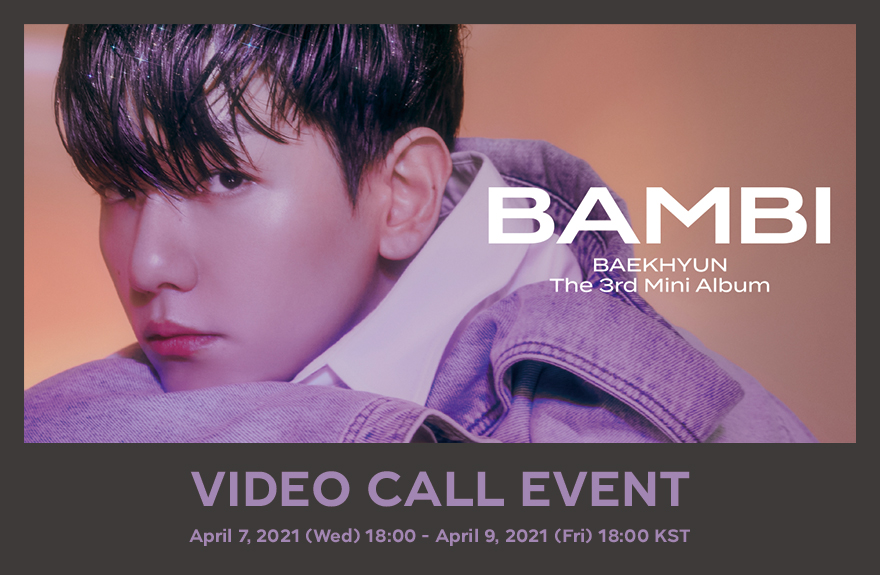 BAMBI
BAEKHYUN
The 3rd Mini Album
VIDEO CALL EVENT
April 7, 2021 (Wed) 18:00 - April 9, 2021 (Fri) 18:00 KST